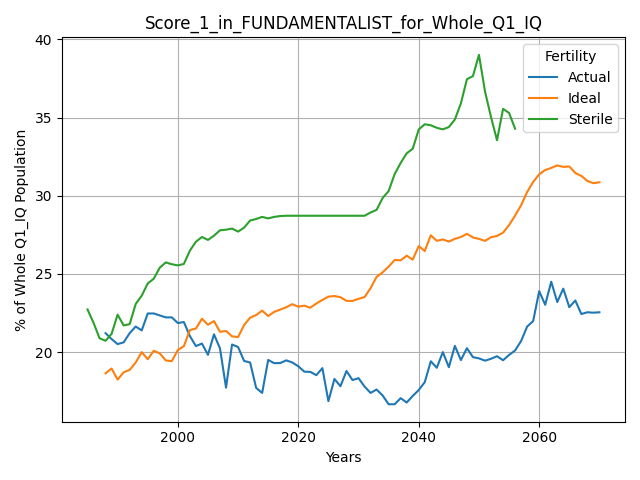 Score_1_in_FUNDAMENTALIST_for_Whole_Q1_IQ
% of Whole Q1_IQ Population
40
35
30
25
20
Fertility
Actual
Ideal
Sterile
2000
2020
2040
2060
Years